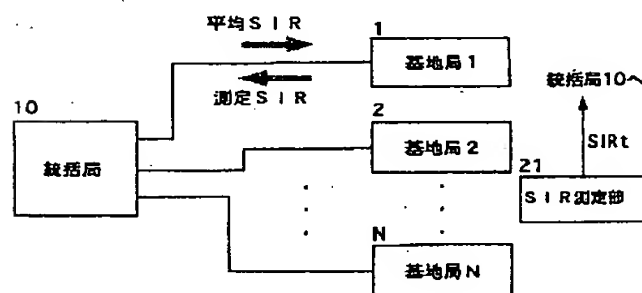 平均SIR
測定SIR
1
基地局1
10
統括局
2
基地局2
統括局10へ
SIRt
21
SIR測定部
N
基地局N